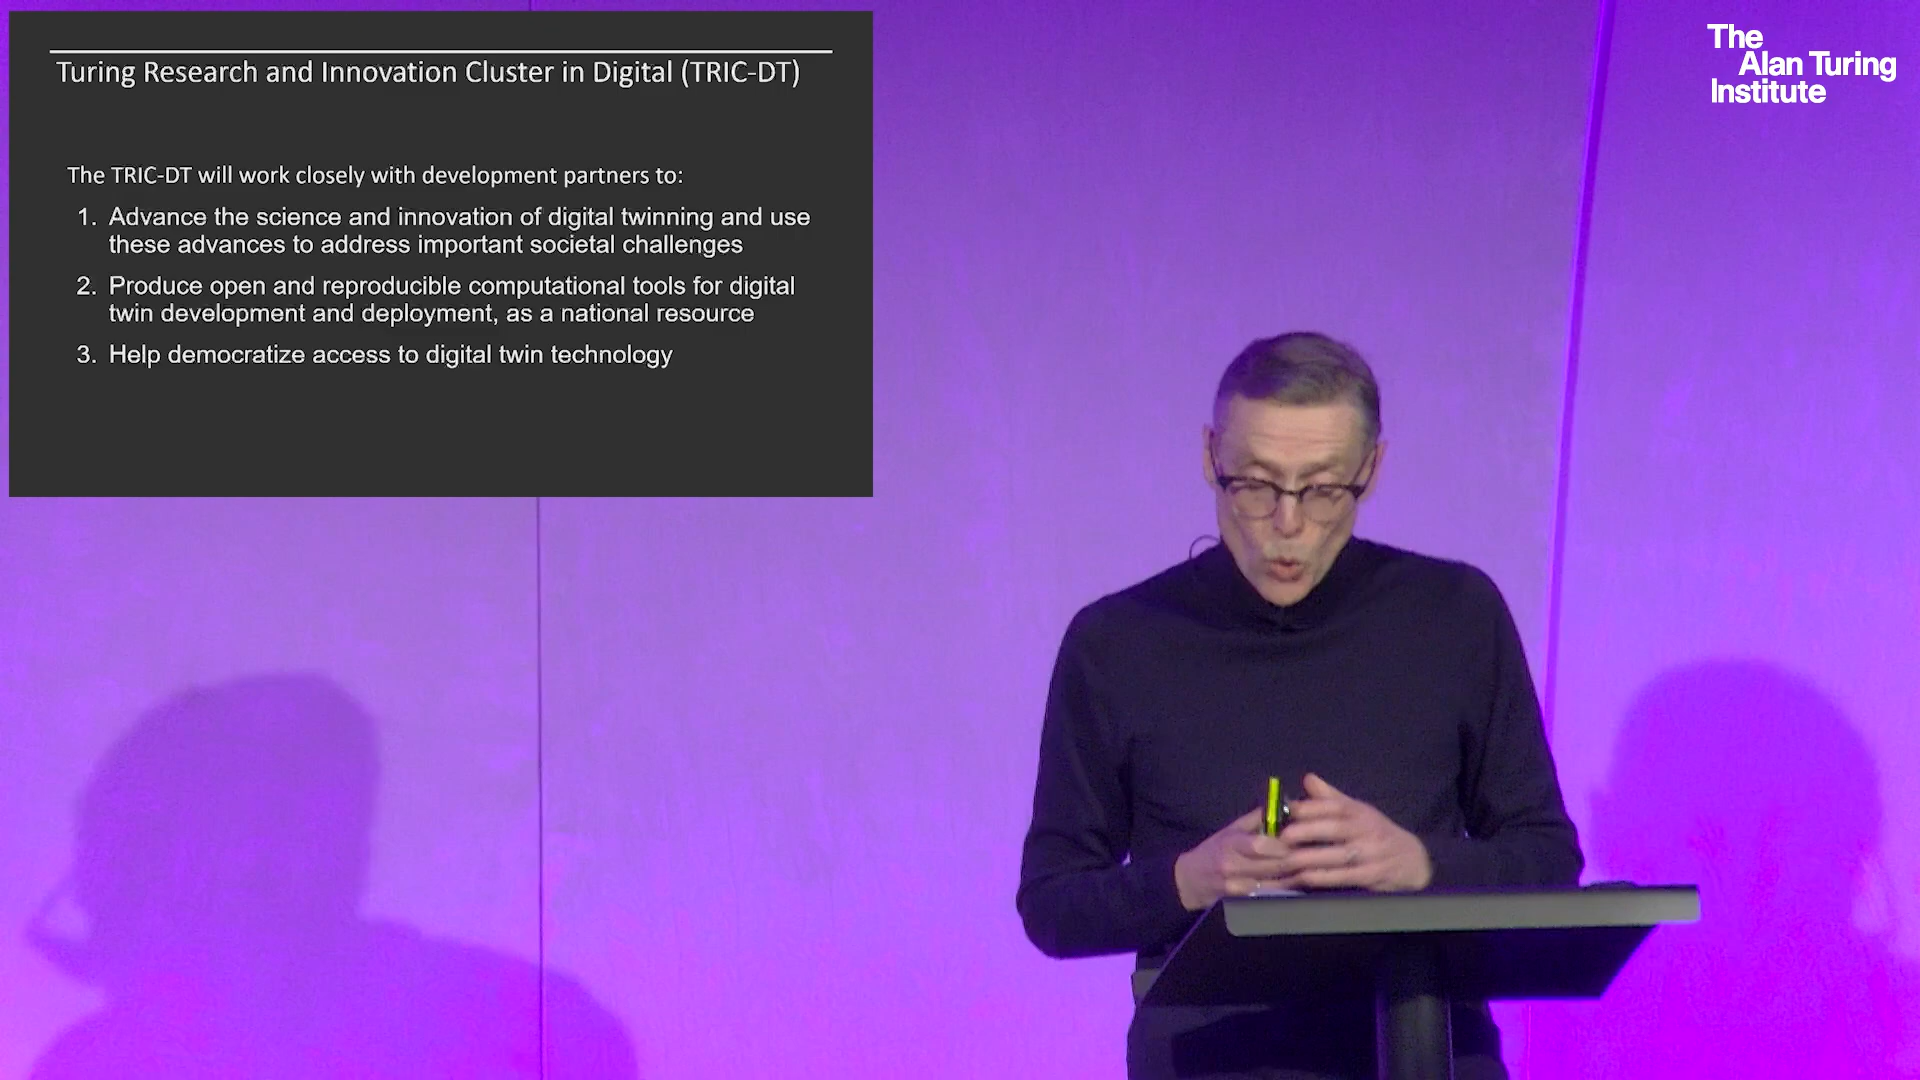 Turing Research and Innovation Cluster in Digital (TRIC-DT)
The TRIC-DT will work closely with development partners to:
1. Advance the science and innovation of digital twinning and use
these advances to address important societal challenges
2. Produce open and reproducible computational tools for digital
twin development and deployment, as a national resource
3. Help democratize access to digital twin technology
The
Alan Turing
Institute